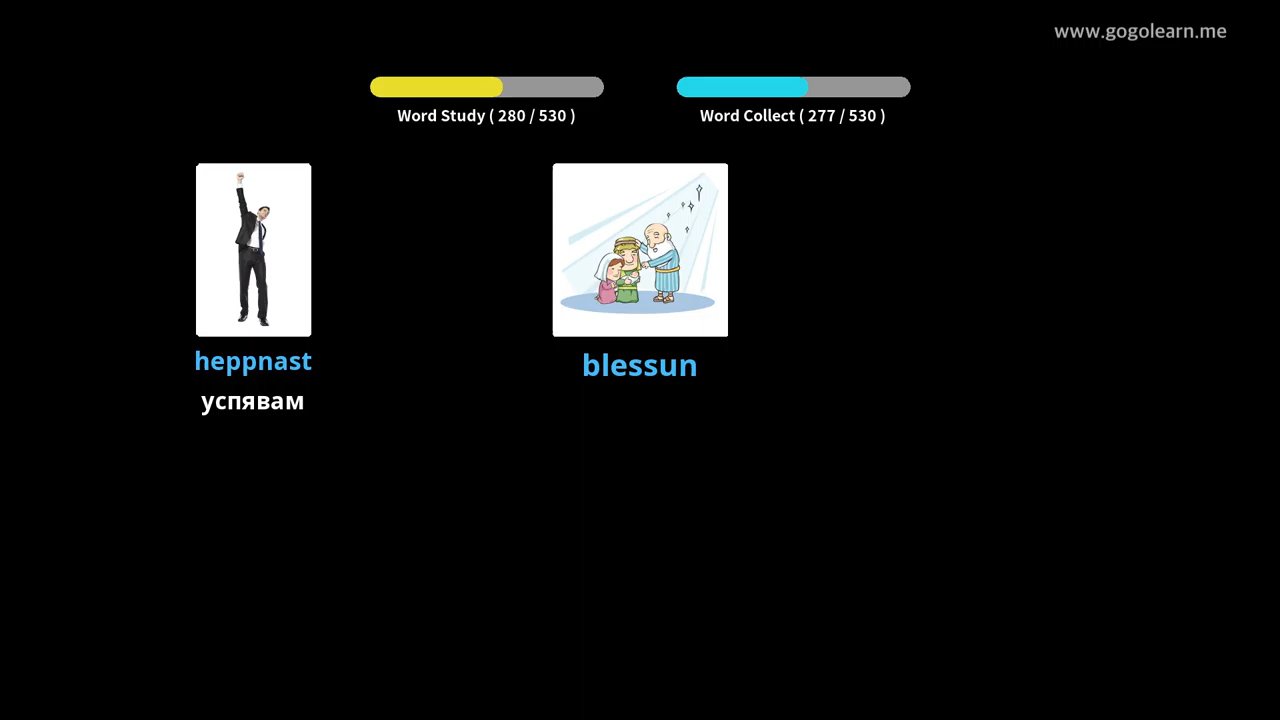 www.gogolearn.me
Word Study ( 280 / 530 )
Word Collect ( 277 / 530 )
heppnast
успявам
blessun